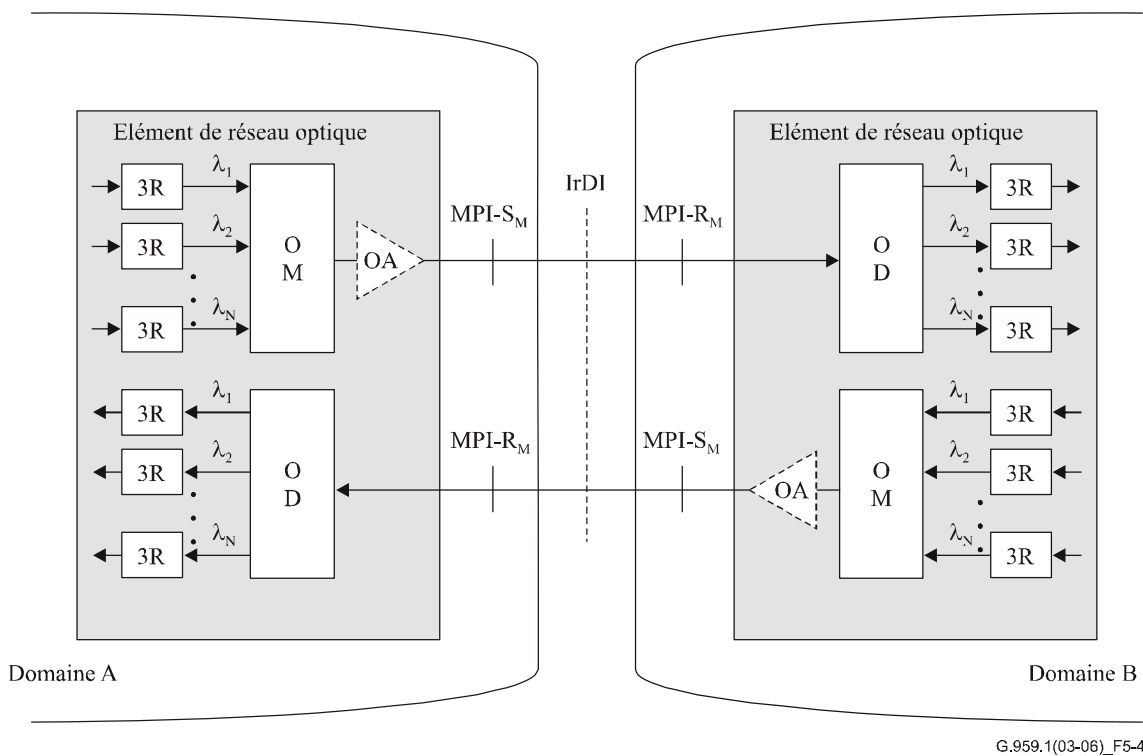 Elément de réseau optique
3R λ1
3R λ2
3R λN
O
M
OA
MPI-SM
IrDI
MPI-RM
Elément de réseau optique
O
D
λ1 3R
λ2 3R
λN 3R
3R λ1
3R λ2
3R λN
O
D
MPI-RM
MPI-SM
OA
O
M
λ1 3R
λ2 3R
λN 3R
Domaine A
Domaine B
G.959.1(03-06)_F5-4